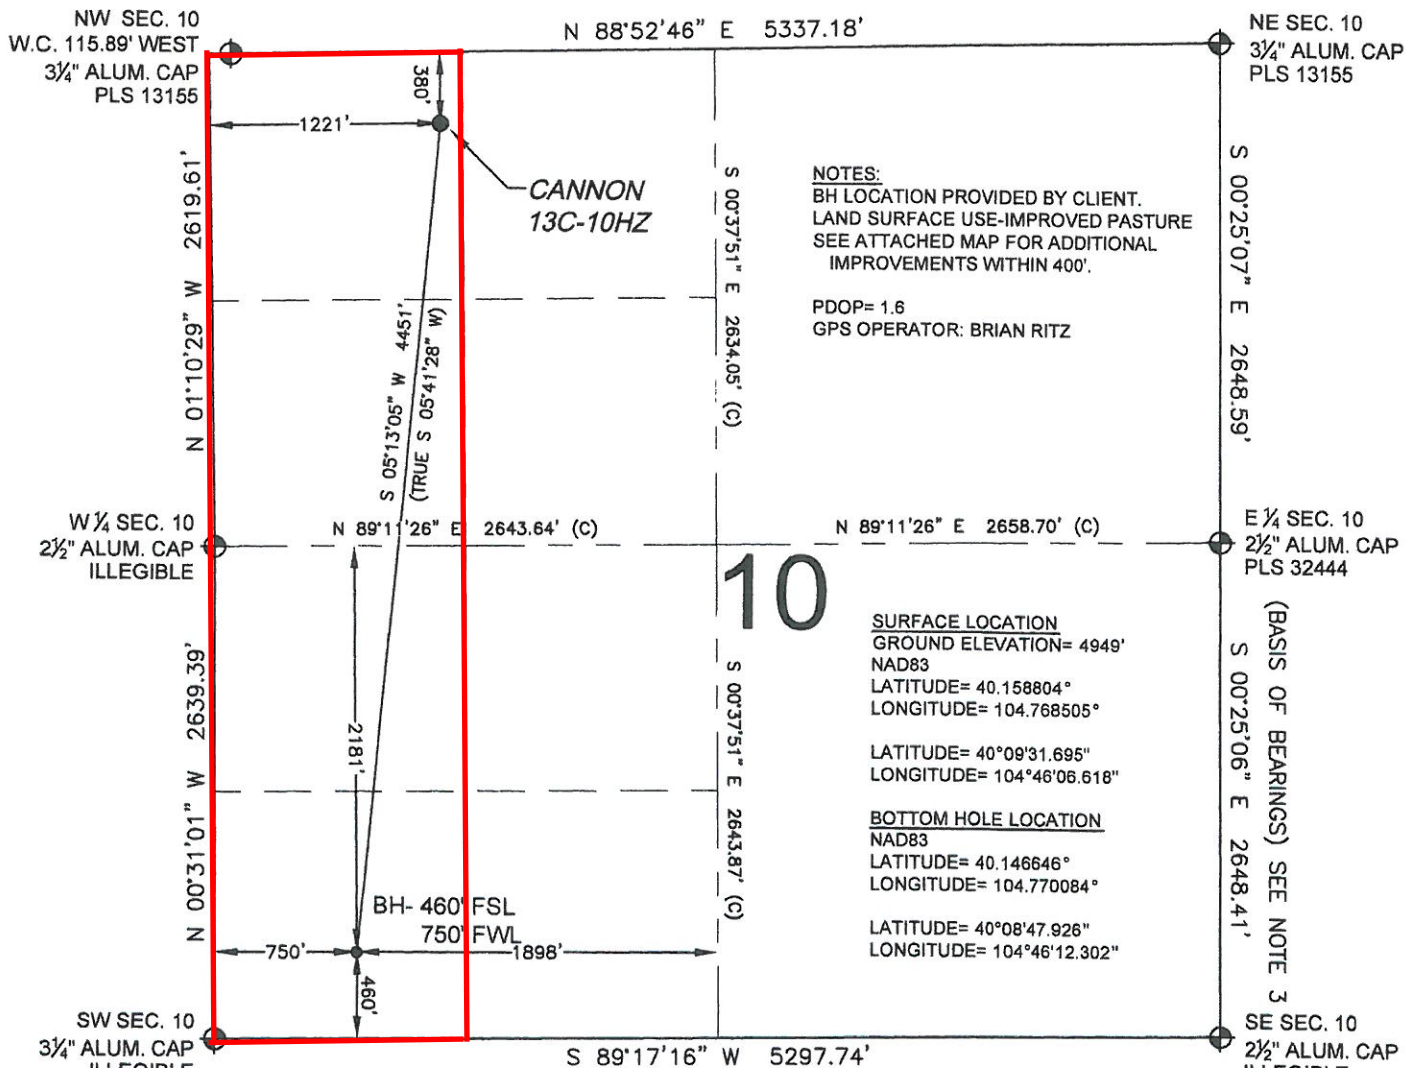 NW SEC. 10
W.C. 115.89' WEST
3¼" ALUM. CAP
PLS 13155
N 88°52'46" E 5337.18'
NE SEC. 10
3¼" ALUM. CAP
PLS 13155
380'
1221'
CANNON
13C-10HZ
N 01°10'29" W 2619.61'
S 05°13'05" W 4451'
(TRUE S 05°41'28" W)
S 00°37'51" E 2634.05' (C)
NOTES:
BH LOCATION PROVIDED BY CLIENT.
LAND SURFACE USE-IMPROVED PASTURE
SEE ATTACHED MAP FOR ADDITIONAL
IMPROVEMENTS WITHIN 400'.
PDOP= 1.6
GPS OPERATOR: BRIAN RITZ
S 00°25'07" E 2648.59'
W ¼ SEC. 10
2½" ALUM. CAP
ILLEGIBLE
N 89°11'26" E 2643.64' (C)
N 89°11'26" E 2658.70' (C)
E ¼ SEC. 10
2½" ALUM. CAP
PLS 32444
10
N 00°31'01" W 2639.39'
2181'
S 00°37'51" E 2643.87' (C)
SURFACE LOCATION
GROUND ELEVATION= 4949'
NAD83
LATITUDE= 40.158804°
LONGITUDE= 104.768505°
LATITUDE= 40°09'31.695"
LONGITUDE= 104°46'06.618"
BOTTOM HOLE LOCATION
NAD83
LATITUDE= 40.146646°
LONGITUDE= 104.770084°
LATITUDE= 40°08'47.926"
LONGITUDE= 104°46'12.302"
S 00°25'06" E 2648.41'
(BASIS OF BEARINGS) SEE NOTE 3
BH- 460' FSL
750' FWL
750'
1898'
460'
SW SEC. 10
3¼" ALUM. CAP
ILLEGIBLE
S 89°17'16" W 5297.74'
SE SEC. 10
2½" ALUM. CAP
ILLEGIBLE